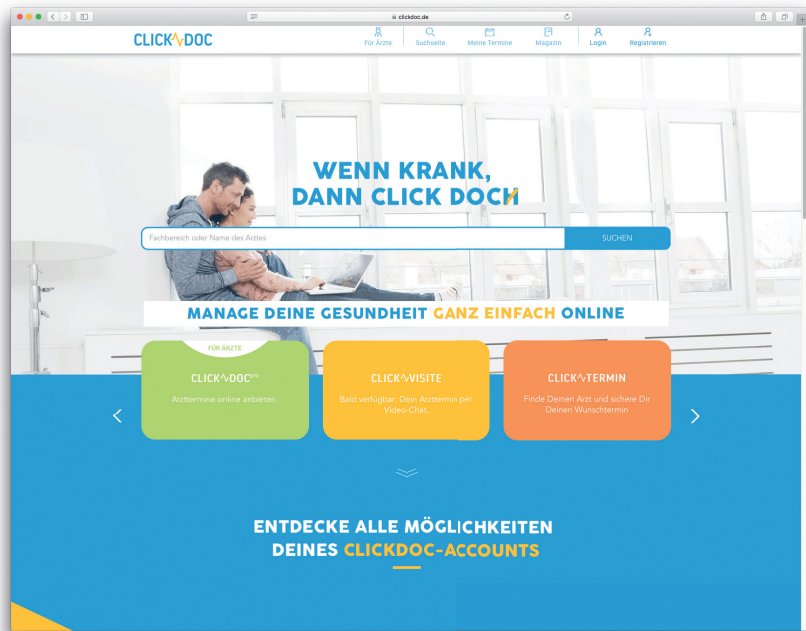 clickdoc.de
CLICK DOC
Für Ärzte
Suchseite
Meine Termine
Magazin
Login
Registrieren
WENN KRANK,
DANN CLICK DOCH
Fachbereich oder Name des Arztes
SUCHEN
MANAGE DEINE GESUNDHEIT GANZ EINFACH ONLINE
FÜR ÄRZTE
CLICK DOC pro
Arzttermine online anbieten.
CLICK VISITE
Bald verfügbar: Dein Arzttermin per
Video-Chat.
CLICK TERMIN
Finde Deinen Arzt und sichere Dir
Deinen Wunschtermin
ENTDECKE ALLE MÖGLICHKEITEN
DEINES CLICKDOC-ACCOUNTS